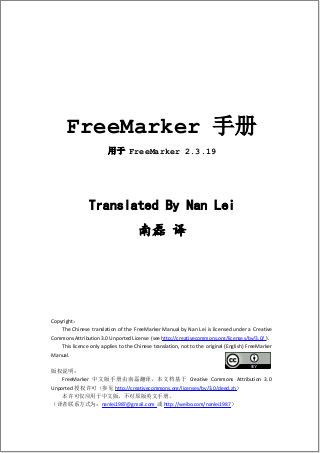 FreeMarker 手册
用于 FreeMarker 2.3.19
Translated By Nan Lei
南磊 译
Copyright：
The Chinese translation of the FreeMarker Manual by Nan Lei is licensed under a Creative
Commons Attribution 3.0 Unported License (see http://creativecommons.org/licenses/by/3.0/).
This licence only applies to the Chinese translation, not to the original (English) FreeMarker
Manual.
CC BY
版权说明：
FreeMarker 中文版手册由南磊翻译，本文档基于 Creative Commons Attribution 3.0
Unported 授权许可（参见 http://creativecommons.org/licenses/by/3.0/deed.zh）
本许可仅应用于中文版，不对原版英文手册。
（译者联系方式为：nanlei1987@gmail.com 或 http://weibo.com/nanlei1987）